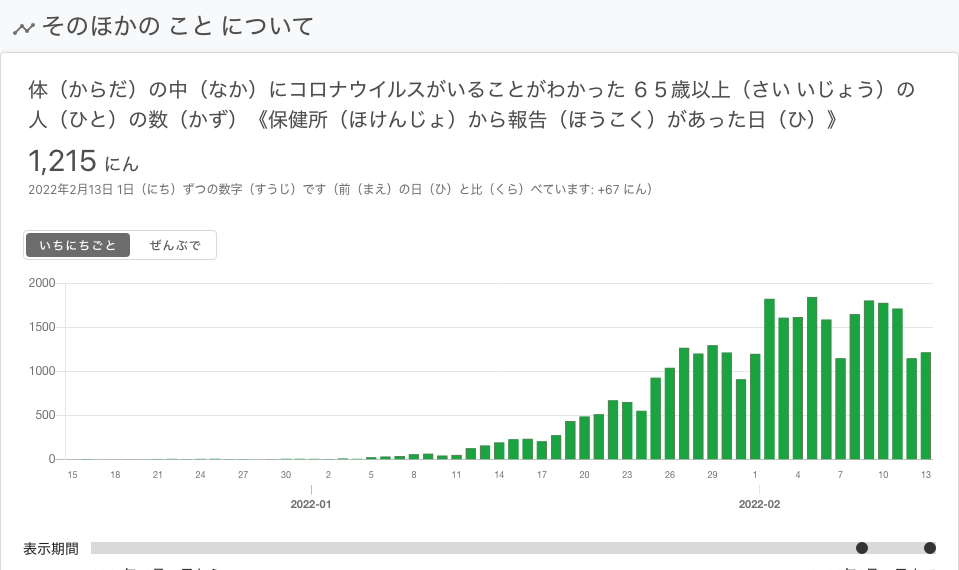 そのほかの こと について
体（からだ）の中（なか）にコロナウイルスがいることがわかった ６５歳以上（さい いじょう）の
人（ひと）の数（かず）《保健所（ほけんじょ）から報告（ほうこく）があった日（ひ）》
1,215 にん
2022年2月13日 1日（にち）ずつの数字（すうじ）です（前（まえ）の日（ひ）と比（くら）べています: +67 にん）
いちにちごと ぜんぶで
2000
1500
1000
500
0
15 18 21 24 27 30 2 5 8 11 14 17 20 23 26 29 1 4 7 10 13
2022-01 2022-02
表示期間